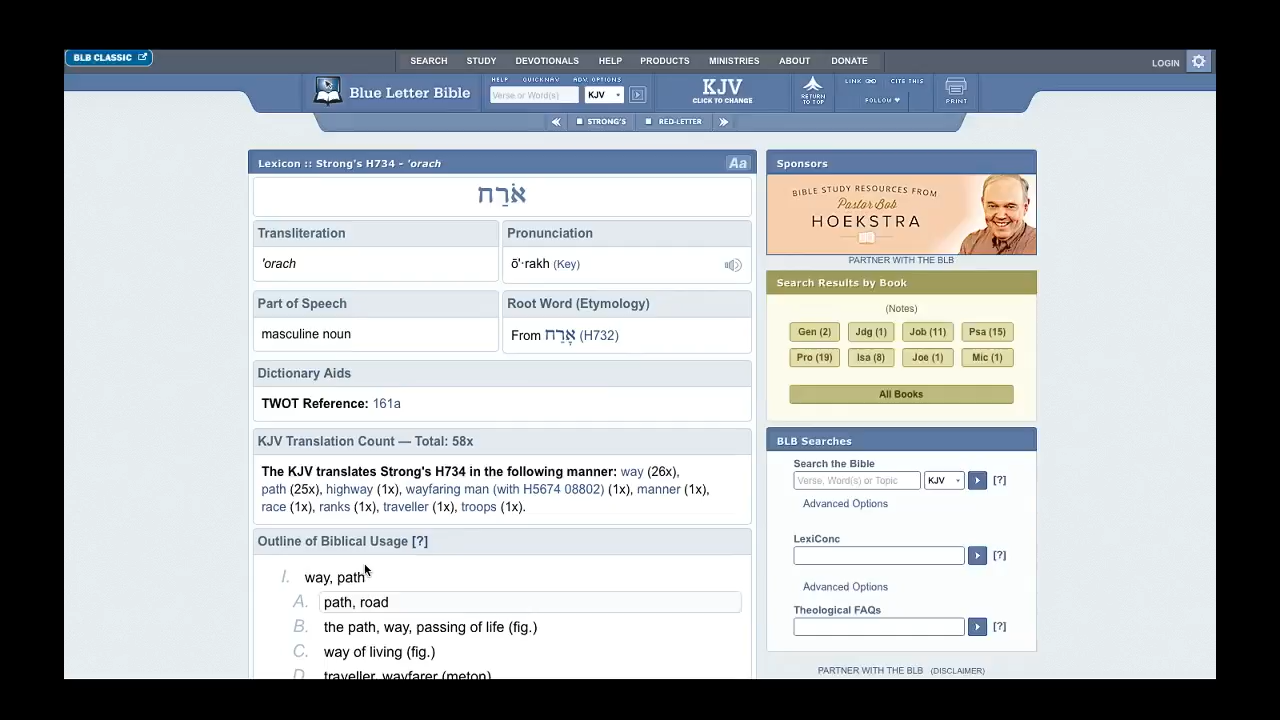 BLB CLASSIC
SEARCH STUDY DEVOTIONALS HELP PRODUCTS MINISTRIES ABOUT DONATE
LOGIN
Blue Letter Bible
HELP QUICKNAV ADV. OPTIONS
Verse or Word(s) KJV
KJV
CLICK TO CHANGE
RETURN
TO TOP
LINK CITE THIS
FOLLOW
PRINT
STRONG'S RED-LETTER
Lexicon :: Strong's H734 - 'orach
Aa
אֹרַח
Transliteration
'orach
Pronunciation
ō'·rakh (Key)
Part of Speech
masculine noun
Root Word (Etymology)
From אָרַח (H732)
Dictionary Aids
TWOT Reference: 161a
KJV Translation Count — Total: 58x
The KJV translates Strong's H734 in the following manner: way (26x),
path (25x), highway (1x), wayfaring man (with H5674 08802) (1x), manner (1x),
race (1x), ranks (1x), traveller (1x), troops (1x).
Outline of Biblical Usage [?]
I. way, path
A. path, road
B. the path, way, passing of life (fig.)
C. way of living (fig.)
D. traveller, wayfarer (meton)
Sponsors
BIBLE STUDY RESOURCES FROM
Pastor Bob
HOEKSTRA
PARTNER WITH THE BLB
Search Results by Book
(Notes)
Gen (2) Jdg (1) Job (11) Psa (15)
Pro (19) Isa (8) Joe (1) Mic (1)
All Books
BLB Searches
Search the Bible
Verse, Word(s) or Topic KJV [?]
Advanced Options
LexiConc
[?]
Advanced Options
Theological FAQs
[?]
PARTNER WITH THE BLB (DISCLAIMER)